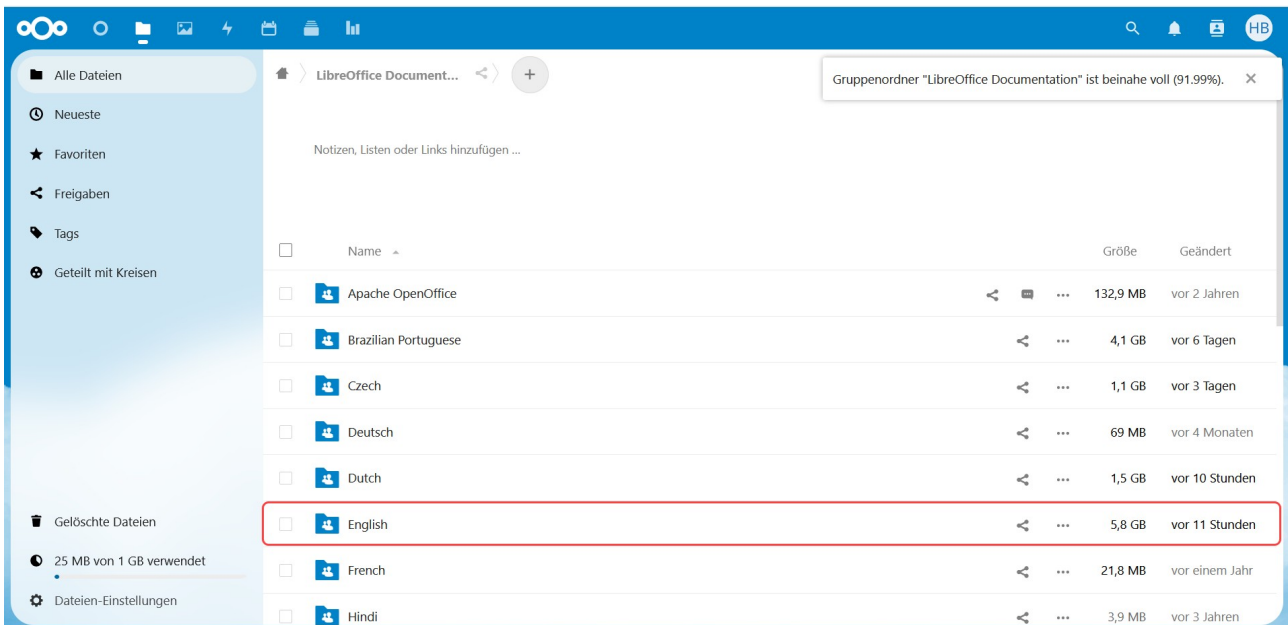 HB
Alle Dateien
LibreOffice Document...
+
Gruppenordner "LibreOffice Documentation" ist beinahe voll (91.99%).
Neueste
Favoriten
Notizen, Listen oder Links hinzufügen ...
Freigaben
Tags
Name Größe Geändert
Geteilt mit Kreisen
Apache OpenOffice 132,9 MB vor 2 Jahren
Brazilian Portuguese 4,1 GB vor 6 Tagen
Czech 1,1 GB vor 3 Tagen
Deutsch 69 MB vor 4 Monaten
Dutch 1,5 GB vor 10 Stunden
Gelöschte Dateien
English 5,8 GB vor 11 Stunden
25 MB von 1 GB verwendet
French 21,8 MB vor einem Jahr
Dateien-Einstellungen
Hindi 3,9 MB vor 3 Jahren